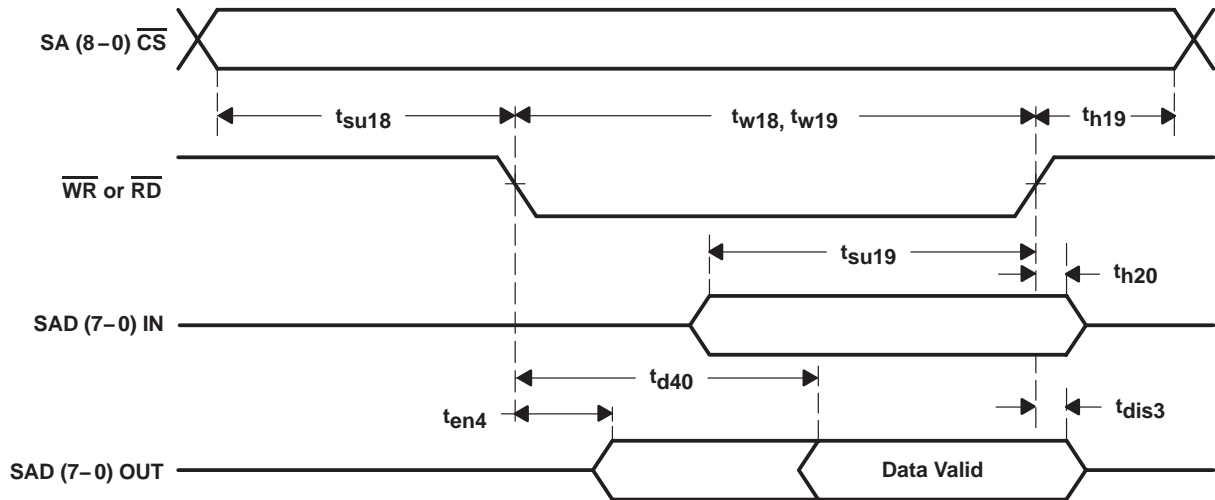 SA (8–0) CS
tsu18
tw18, tw19
th19
WR or RD
tsu19
th20
SAD (7–0) IN
td40
ten4
tdis3
SAD (7–0) OUT
Data Valid